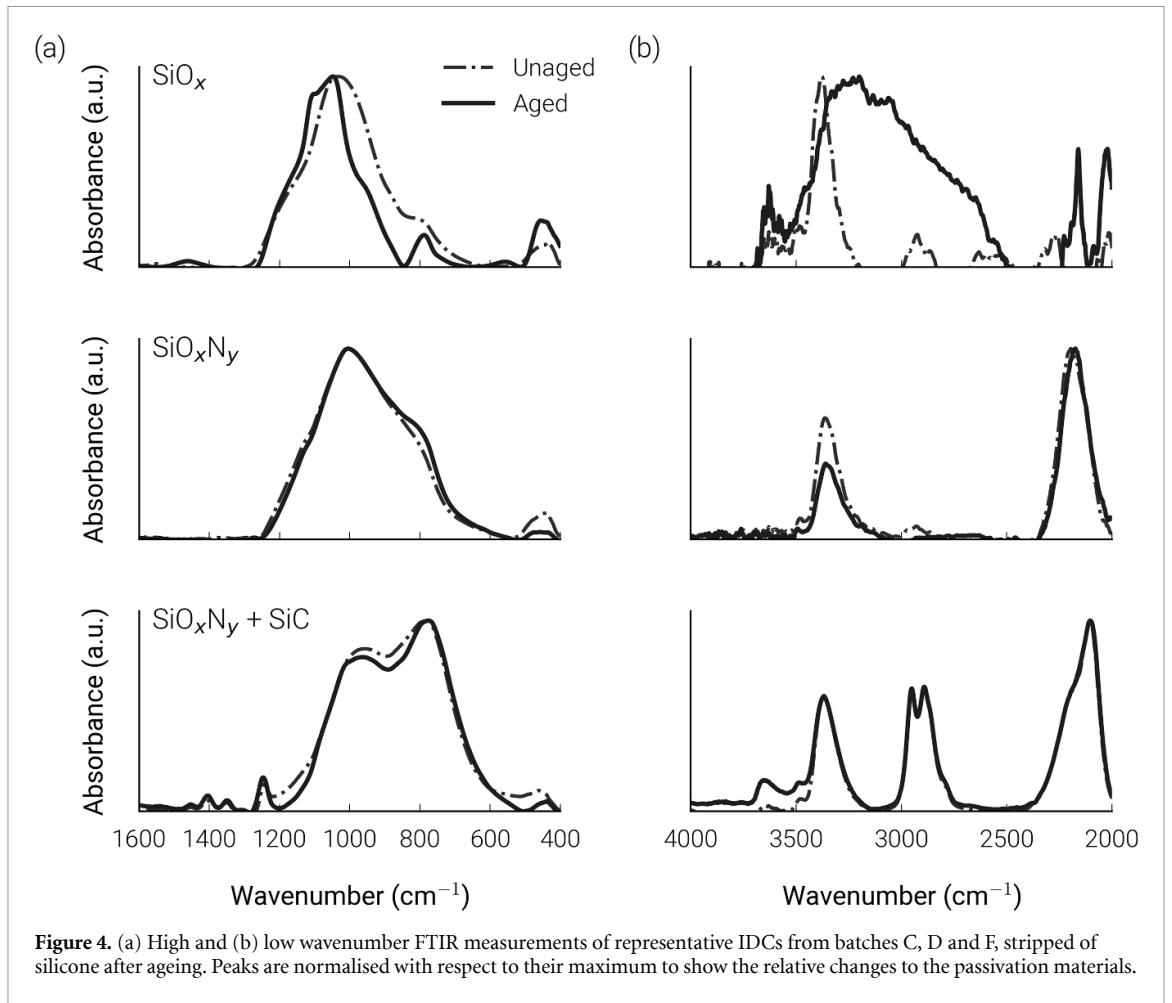 (a)
(b)
SiOₓ
Unaged
Aged
Absorbance (a.u.)
SiOₓNᵧ
Absorbance (a.u.)
SiOₓNᵧ + SiC
Absorbance (a.u.)
1600 1400 1200 1000 800 600 400
4000 3500 3000 2500 2000
Wavenumber (cm⁻¹)
Wavenumber (cm⁻¹)
Figure 4. (a) High and (b) low wavenumber FTIR measurements of representative IDCs from batches C, D and F, stripped of
silicone after ageing. Peaks are normalised with respect to their maximum to show the relative changes to the passivation materials.